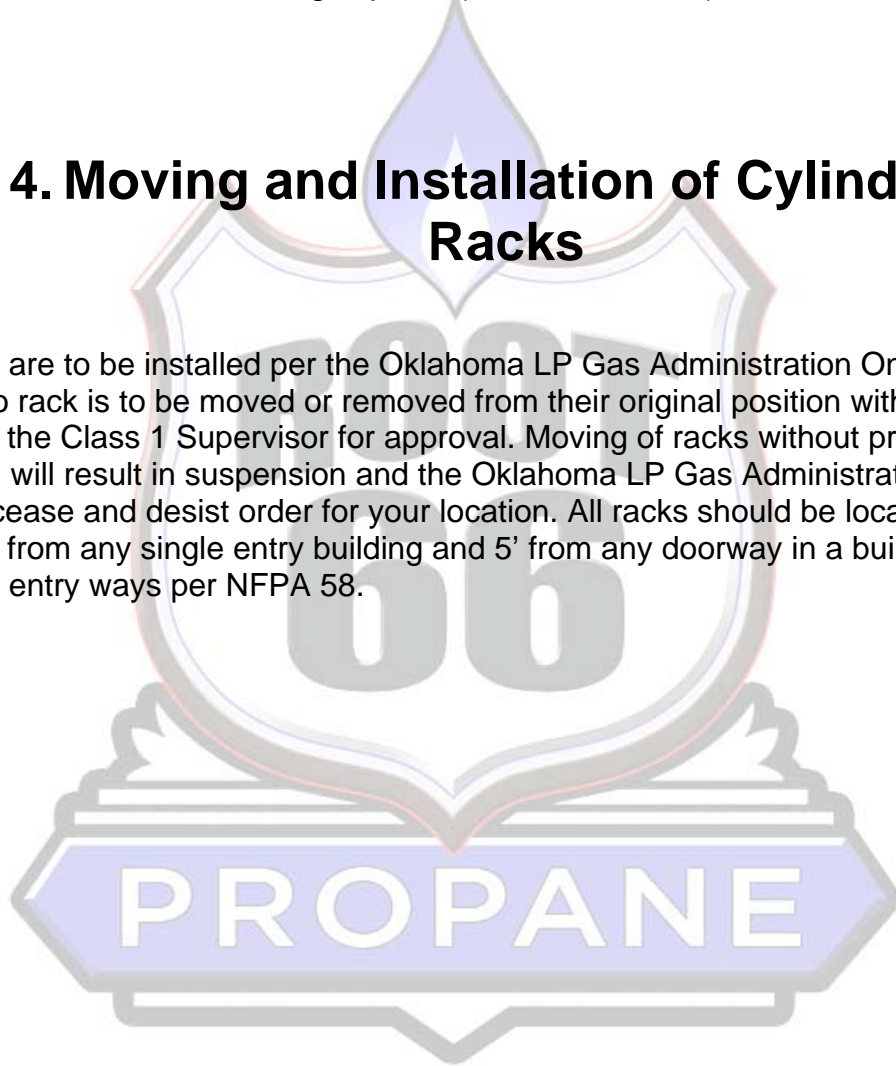 4. Moving and Installation of Cylind
Racks
are to be installed per the Oklahoma LP Gas Administration On
o rack is to be moved or removed from their original position with
the Class 1 Supervisor for approval. Moving of racks without pr
will result in suspension and the Oklahoma LP Gas Administrat
cease and desist order for your location. All racks should be loca
from any single entry building and 5’ from any doorway in a bui
entry ways per NFPA 58.
ROOT
66
PROPANE